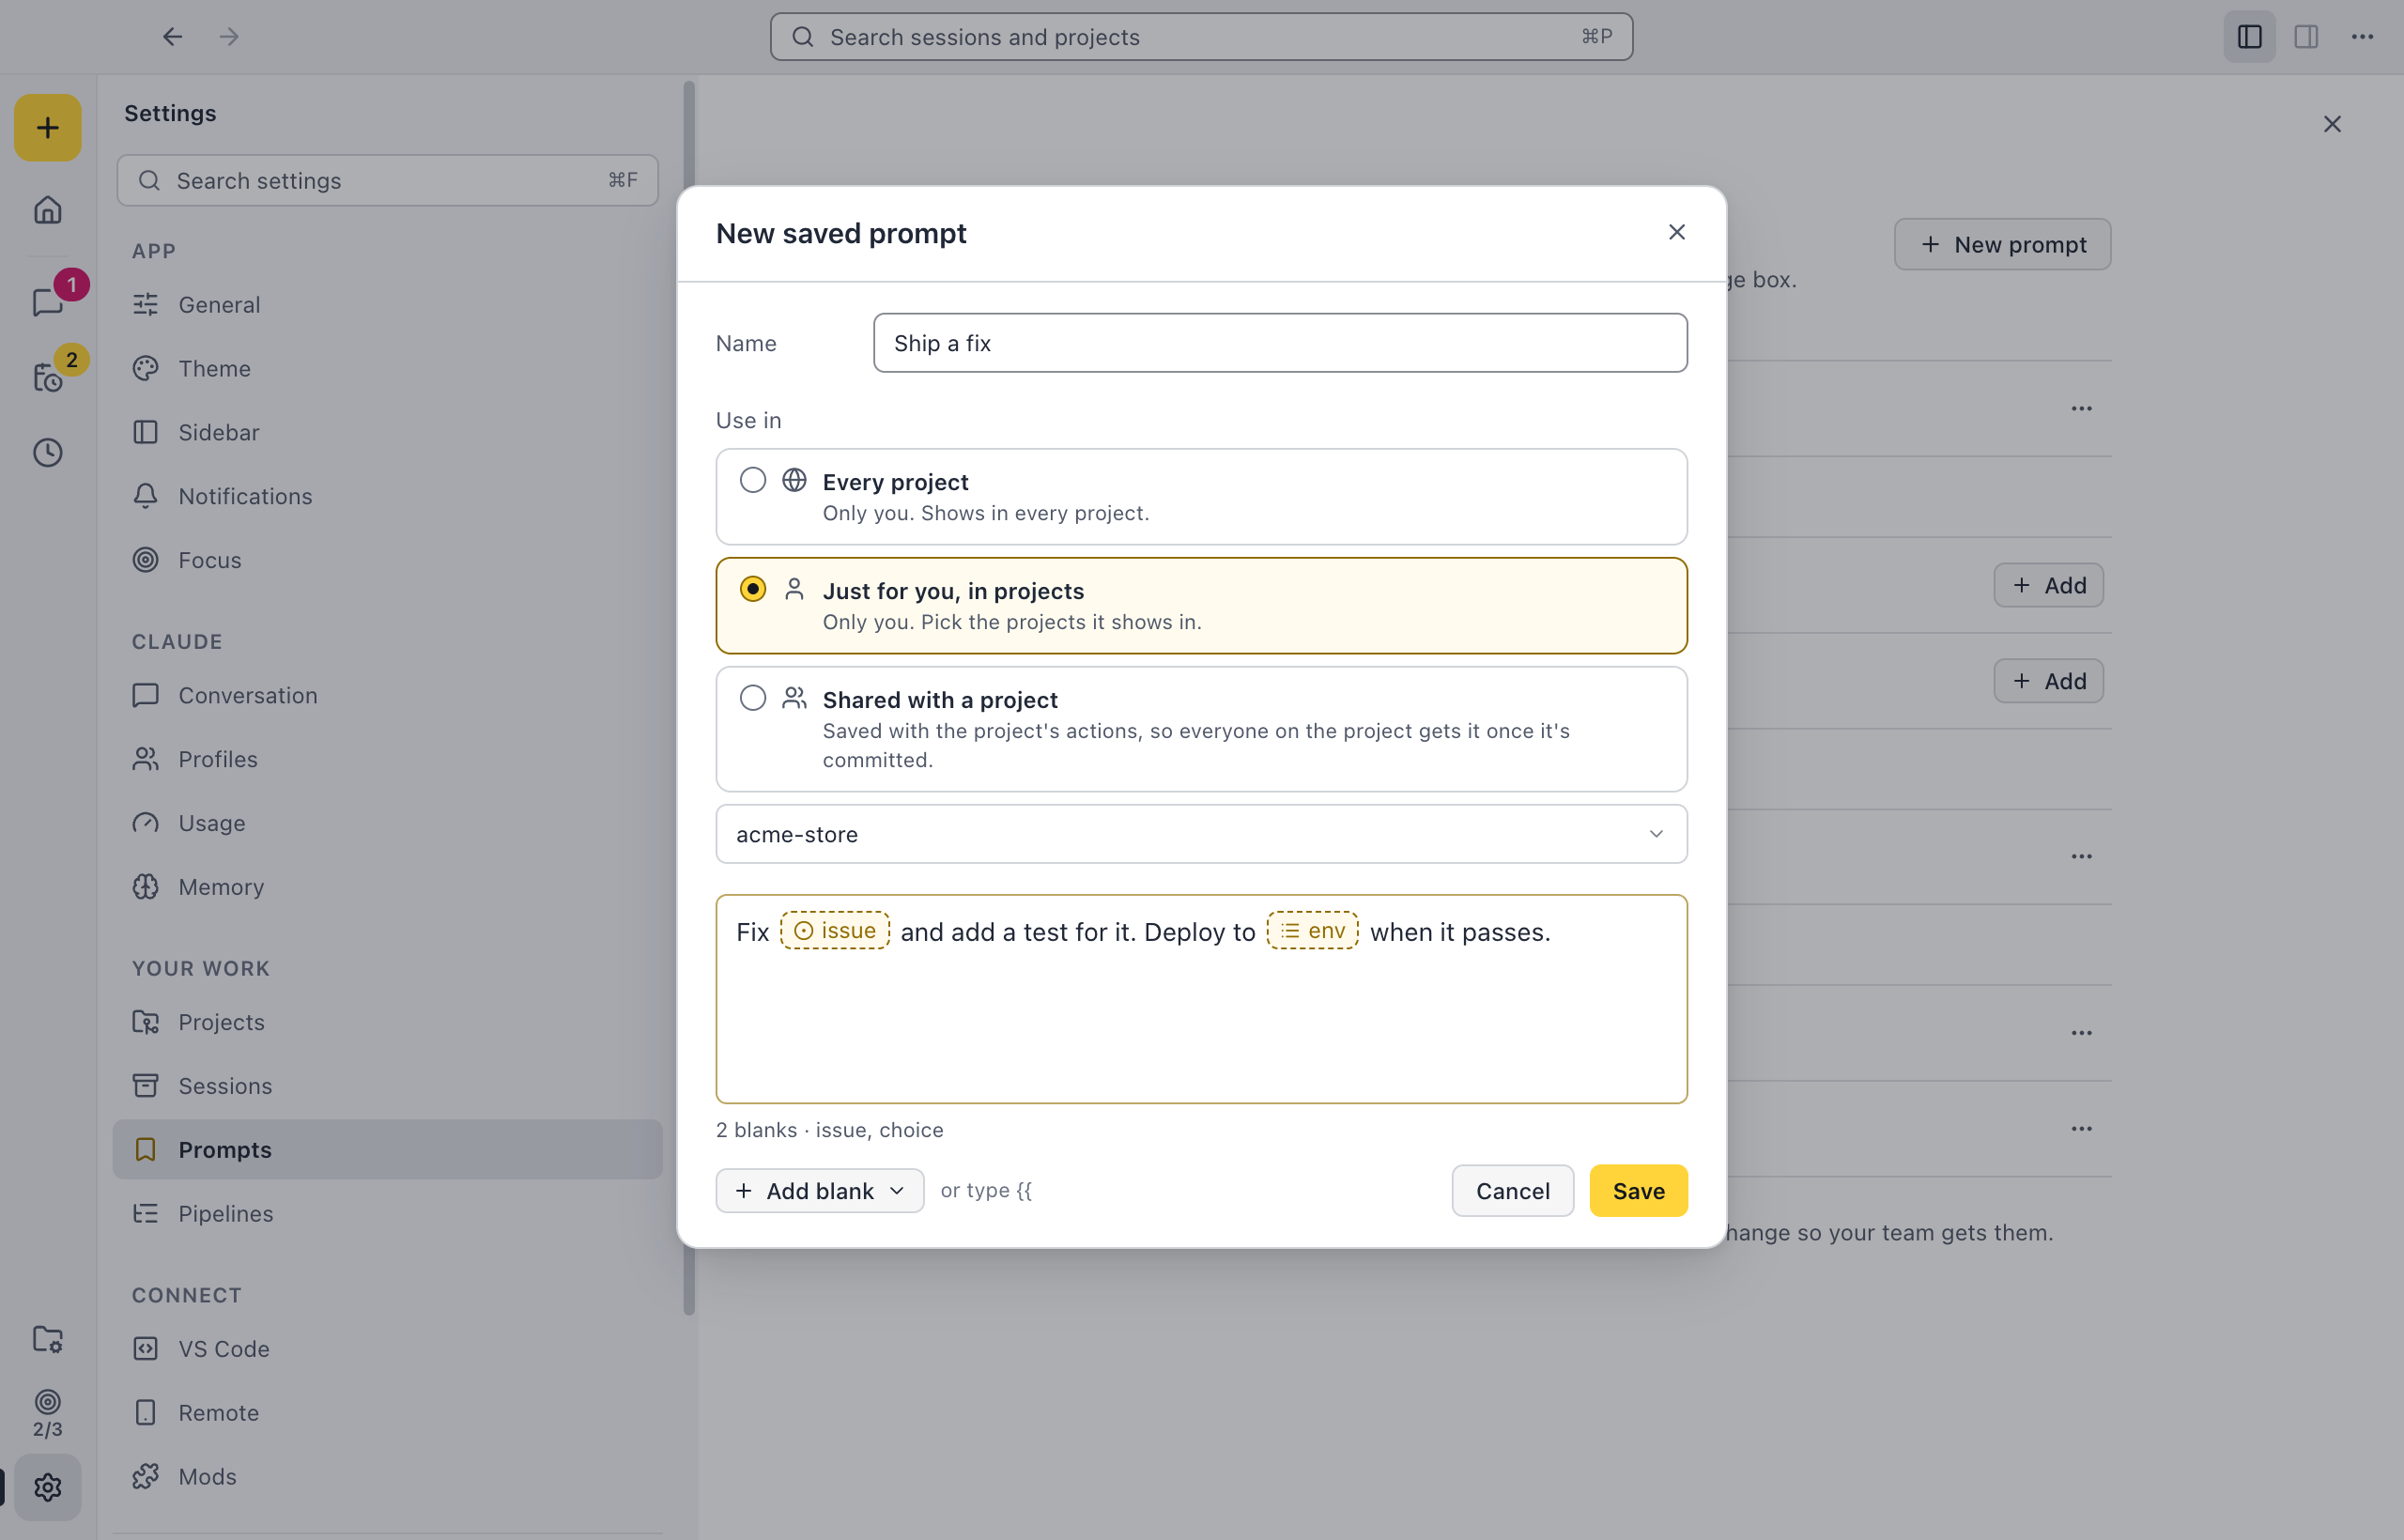 Search sessions and projects ⌘P
Settings
Search settings ⌘F
APP
General
Theme
Sidebar
Notifications
Focus
CLAUDE
Conversation
Profiles
Usage
Memory
YOUR WORK
Projects
Sessions
Prompts
Pipelines
CONNECT
VS Code
Remote
Mods
1
2
2/3
New prompt
ge box.
Add
Add
hange so your team gets them.
New saved prompt
Name
Ship a fix
Use in
Every project
Only you. Shows in every project.
Just for you, in projects
Only you. Pick the projects it shows in.
Shared with a project
Saved with the project's actions, so everyone on the project gets it once it's
committed.
acme-store
Fix issue and add a test for it. Deploy to env when it passes.
2 blanks · issue, choice
Add blank or type {{
Cancel
Save